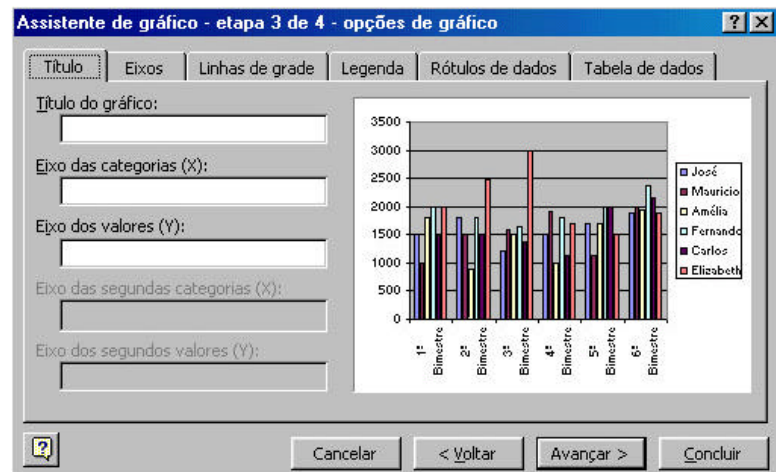 Assistente de gráfico - etapa 3 de 4 - opções de gráfico
Título Eixos Linhas de grade Legenda Rótulos de dados Tabela de dados
Título do gráfico:
Eixo das categorias (X):
Eixo dos valores (Y):
Eixo das segundas categorias (X):
Eixo dos segundos valores (Y):
3500
3000
2500
2000
1500
1000
500
0
1º Bimestre
2º Bimestre
3º Bimestre
4º Bimestre
5º Bimestre
6º Bimestre
José
Mauricio
Amélia
Fernando
Carlos
Elizabeth
Cancelar < Voltar Avançar > Concluir